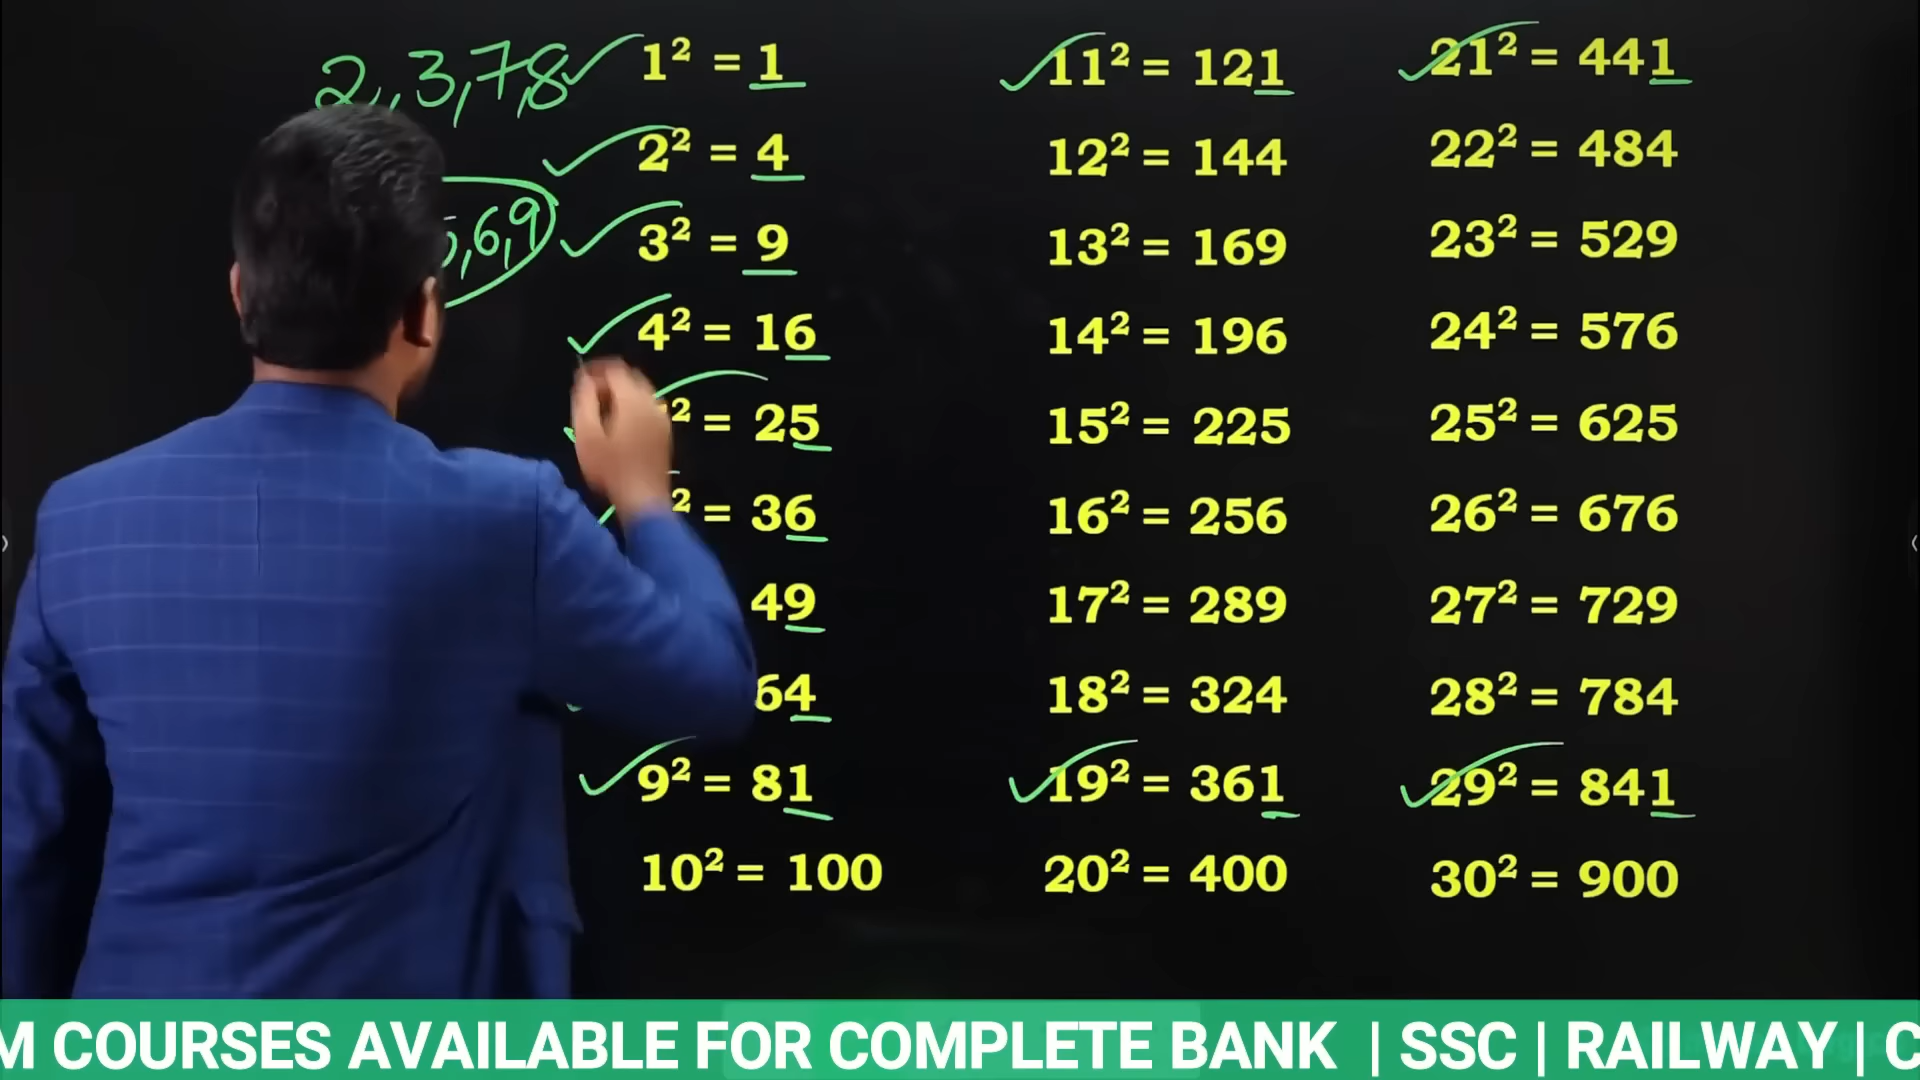 2, 3, 7, 8
6, 9
1² = 1
2² = 4
3² = 9
4² = 16
² = 25
² = 36
49
64
9² = 81
10² = 100
11² = 121
12² = 144
13² = 169
14² = 196
15² = 225
16² = 256
17² = 289
18² = 324
19² = 361
20² = 400
21² = 441
22² = 484
23² = 529
24² = 576
25² = 625
26² = 676
27² = 729
28² = 784
29² = 841
30² = 900
M COURSES AVAILABLE FOR COMPLETE BANK | SSC | RAILWAY | C